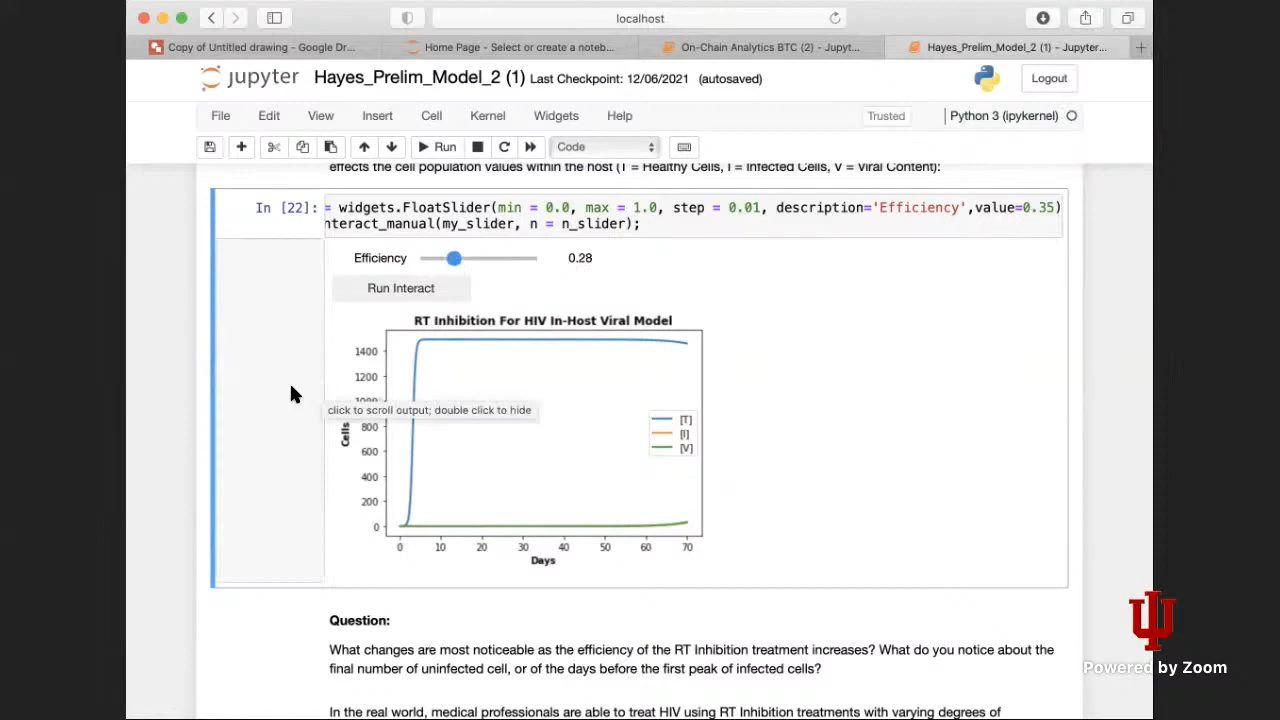 localhost
Copy of Untitled drawing - Google Dr...
Home Page - Select or create a noteb...
On-Chain Analytics BTC (2) - Jupyt...
Hayes_Prelim_Model_2 (1) - Jupyter...
jupyter Hayes_Prelim_Model_2 (1) Last Checkpoint: 12/06/2021 (autosaved)
Logout
File Edit View Insert Cell Kernel Widgets Help
Trusted
Python 3 (ipykernel)
Run
Code
effects the cell population values within the host (T = Healthy Cells, I = Infected Cells, V = Viral Content):
In [22]: = widgets.FloatSlider(min = 0.0, max = 1.0, step = 0.01, description='Efficiency',value=0.35)
nteract_manual(my_slider, n = n_slider);
Efficiency 0.28
Run Interact
RT Inhibition For HIV In-Host Viral Model
1400
1200
1000
click to scroll output; double click to hide
800
600
400
200
0
Cells
[T]
[I]
[V]
0 10 20 30 40 50 60 70
Days
Question:
What changes are most noticeable as the efficiency of the RT Inhibition treatment increases? What do you notice about the
final number of uninfected cell, or of the days before the first peak of infected cells?
In the real world, medical professionals are able to treat HIV using RT Inhibition treatments with varying degrees of
Powered by Zoom